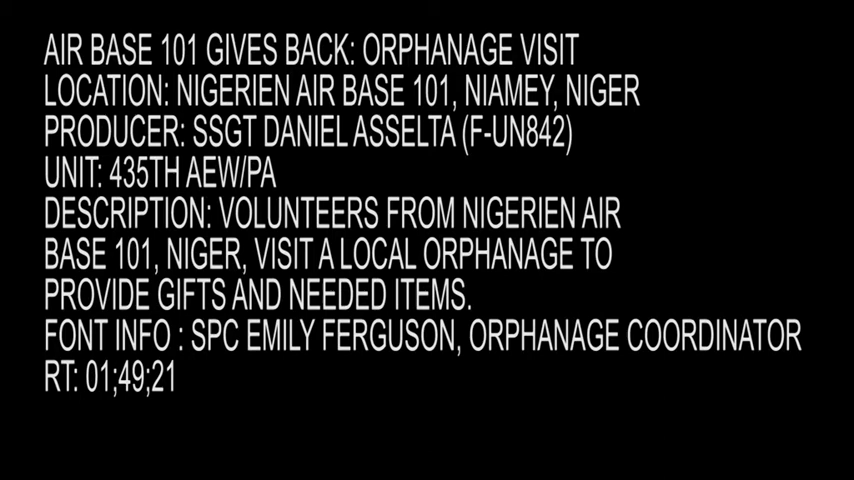 AIR BASE 101 GIVES BACK: ORPHANAGE VISIT
LOCATION: NIGERIEN AIR BASE 101, NIAMEY, NIGER
PRODUCER: SSGT DANIEL ASSELTA (F-UN842)
UNIT: 435TH AEW/PA
DESCRIPTION: VOLUNTEERS FROM NIGERIEN AIR
BASE 101, NIGER, VISIT A LOCAL ORPHANAGE TO
PROVIDE GIFTS AND NEEDED ITEMS.
FONT INFO : SPC EMILY FERGUSON, ORPHANAGE COORDINATOR
RT: 01;49;21